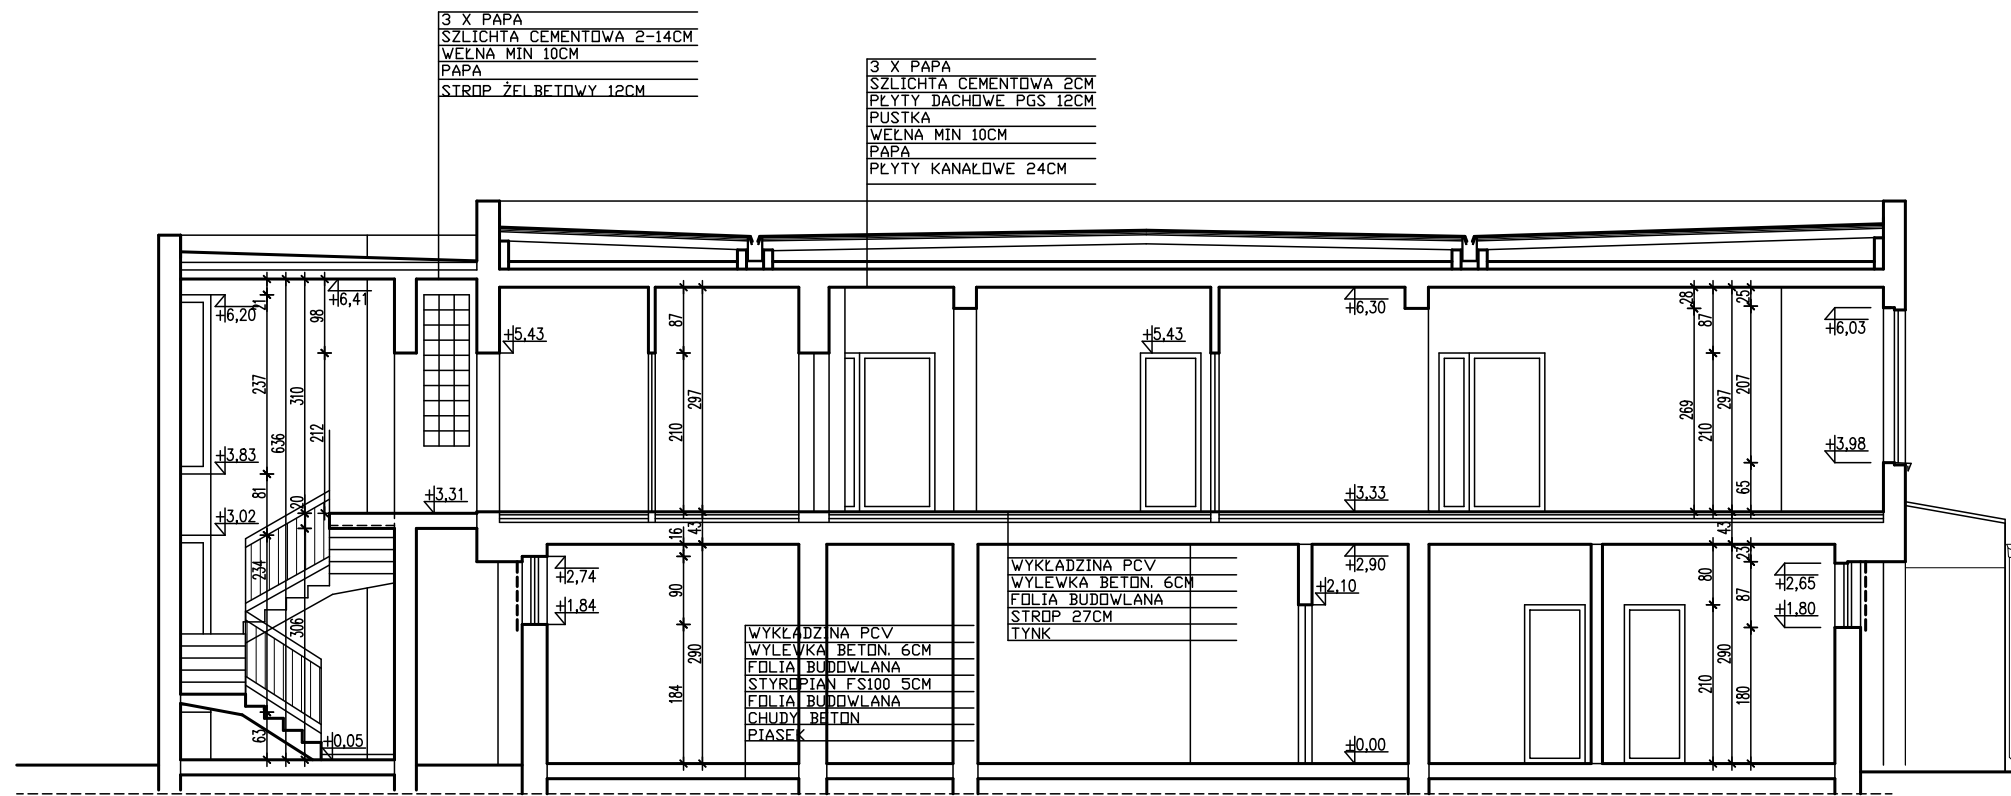 3 X PAPA
SZLICHTA CEMENTOWA 2-14CM
WEŁNA MIN 10CM
PAPA
STROP ŻELBETOWY 12CM
3 X PAPA
SZLICHTA CEMENTOWA 2CM
PŁYTY DACHOWE PGS 12CM
PUSTKA
WEŁNA MIN 10CM
PAPA
PŁYTY KANAŁOWE 24CM
+6,20
21
+6,41
98
237
310
636
212
+3,83
81
20
+3,31
+3,02
234
306
63
+0,05
+5,43
87
297
210
+5,43
+6,30
28
87
25
+6,03
207
297
269
210
+3,98
65
+3,33
16
43
43
23
+2,74
+1,84
90
290
184
WYKŁADZINA PCV
WYLEWKA BETON. 6CM
FOLIA BUDOWLANA
STROP 27CM
TYNK
WYKŁADZINA PCV
WYLEWKA BETON. 6CM
FOLIA BUDOWLANA
STYROPIAN FS100 5CM
FOLIA BUDOWLANA
CHUDY BETON
PIASEK
+2,90
+2,10
+0,00
80
87
290
210
180
+2,65
+1,80